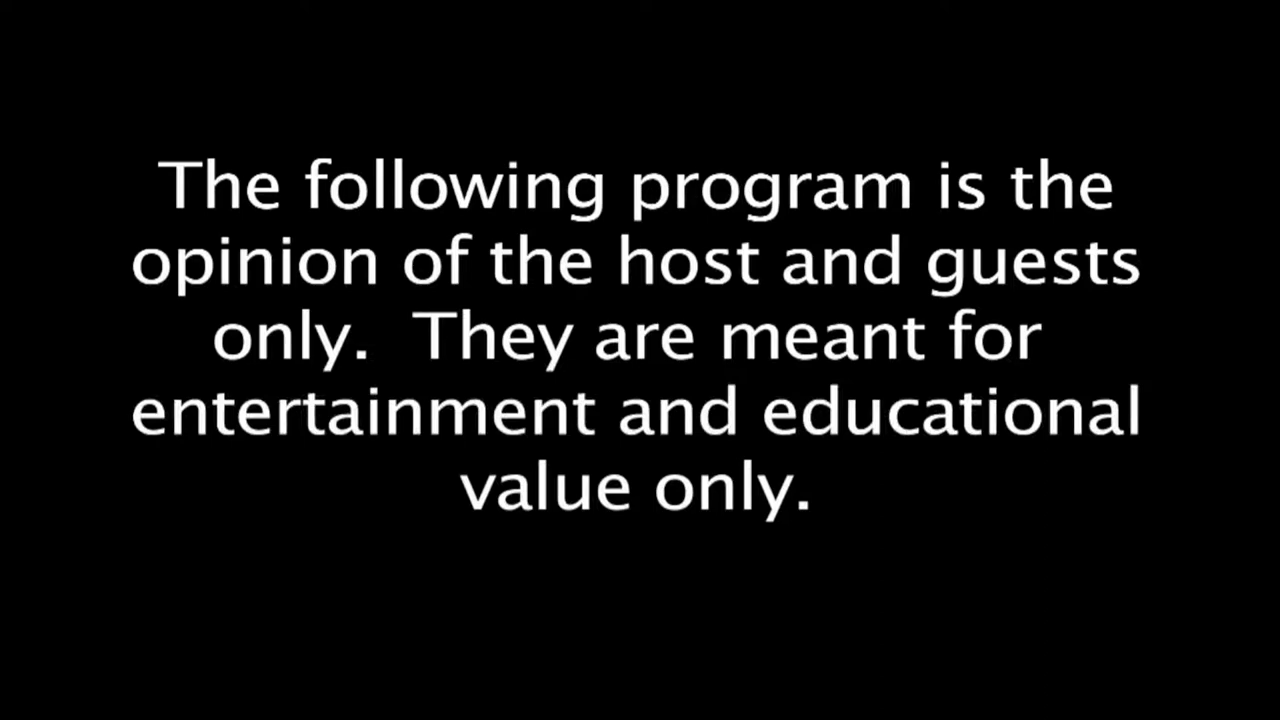 The following program is the
opinion of the host and guests
only.  They are meant for
entertainment and educational
value only.